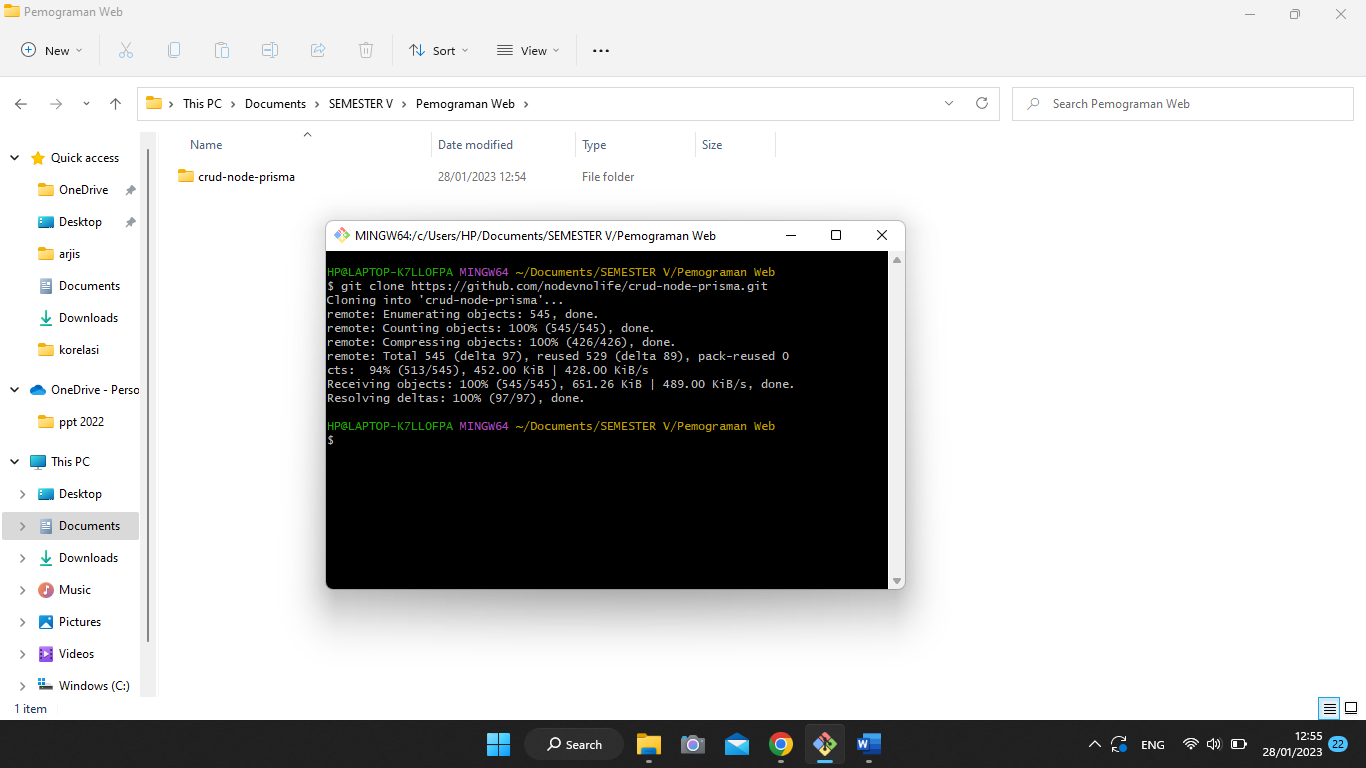 Pemograman Web
New
Sort
View
This PC > Documents > SEMESTER V > Pemograman Web >
Search Pemograman Web
Name
Date modified
Type
Size
crud-node-prisma
28/01/2023 12:54
File folder
Quick access
OneDrive
Desktop
arjis
Documents
Downloads
korelasi
OneDrive - Perso
ppt 2022
This PC
Desktop
Documents
Downloads
Music
Pictures
Videos
Windows (C:)
1 item
MINGW64:/c/Users/HP/Documents/SEMESTER V/Pemograman Web
HP@LAPTOP-K7LLOFPA MINGW64 ~/Documents/SEMESTER V/Pemograman Web
$ git clone https://github.com/nodevnolife/crud-node-prisma.git
Cloning into 'crud-node-prisma'...
remote: Enumerating objects: 545, done.
remote: Counting objects: 100% (545/545), done.
remote: Compressing objects: 100% (426/426), done.
remote: Total 545 (delta 97), reused 529 (delta 89), pack-reused 0
cts:  94% (513/545), 452.00 KiB | 428.00 KiB/s
Receiving objects: 100% (545/545), 651.26 KiB | 489.00 KiB/s, done.
Resolving deltas: 100% (97/97), done.
HP@LAPTOP-K7LLOFPA MINGW64 ~/Documents/SEMESTER V/Pemograman Web
$
Search
ENG
12:55
28/01/2023
22